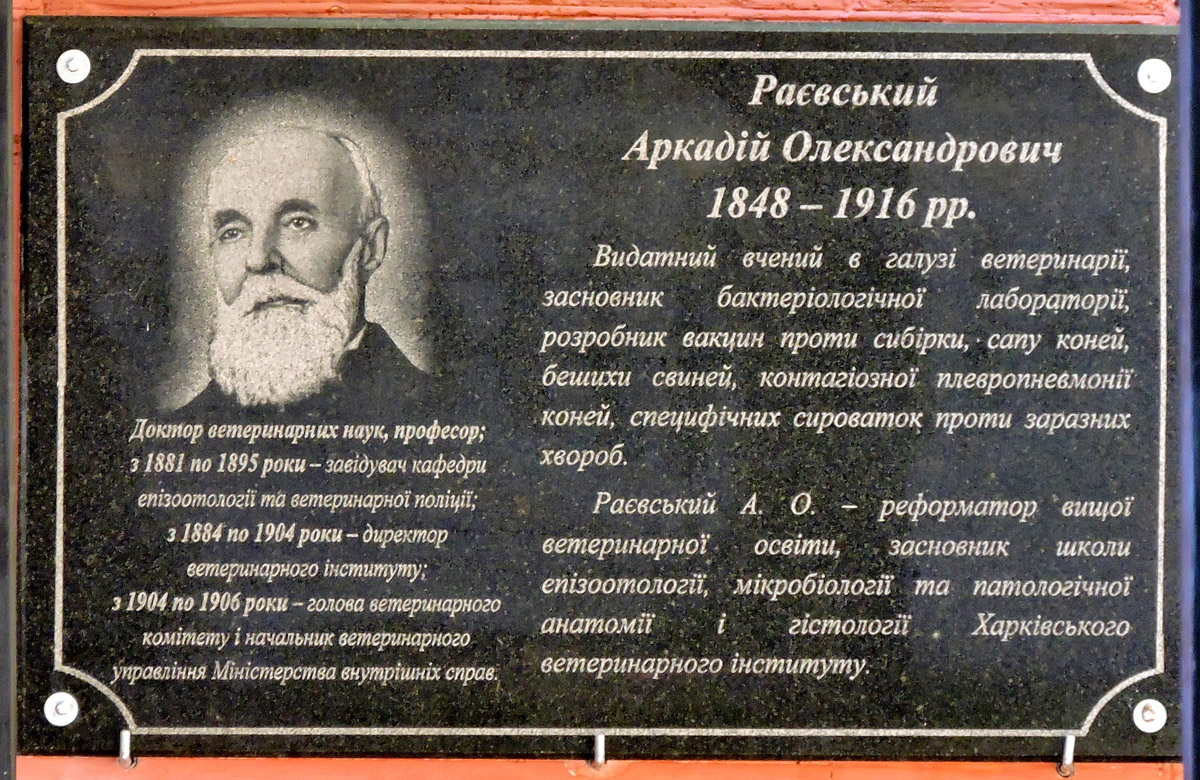 Раєвський
Аркадій Олександрович
1848 – 1916 рр.
Видатний вчений в галузі ветеринарії,
засновник бактеріологічної лабораторії,
розробник вакцин проти сибірки, сапу коней,
бешихи свиней, контагіозної плевропневмонії
коней, специфічних сироваток проти заразних
хвороб.
Раєвський А. О. – реформатор вищої
ветеринарної освіти, засновник школи
епізоотології, мікробіології та патологічної
анатомії і гістології Харківського
ветеринарного інституту.
Доктор ветеринарних наук, професор;
з 1881 по 1895 роки – завідувач кафедри
епізоотології та ветеринарної поліції;
з 1884 по 1904 роки – директор
ветеринарного інституту;
з 1904 по 1906 роки – голова ветеринарного
комітету і начальник ветеринарного
управління Міністерства внутрішніх справ.